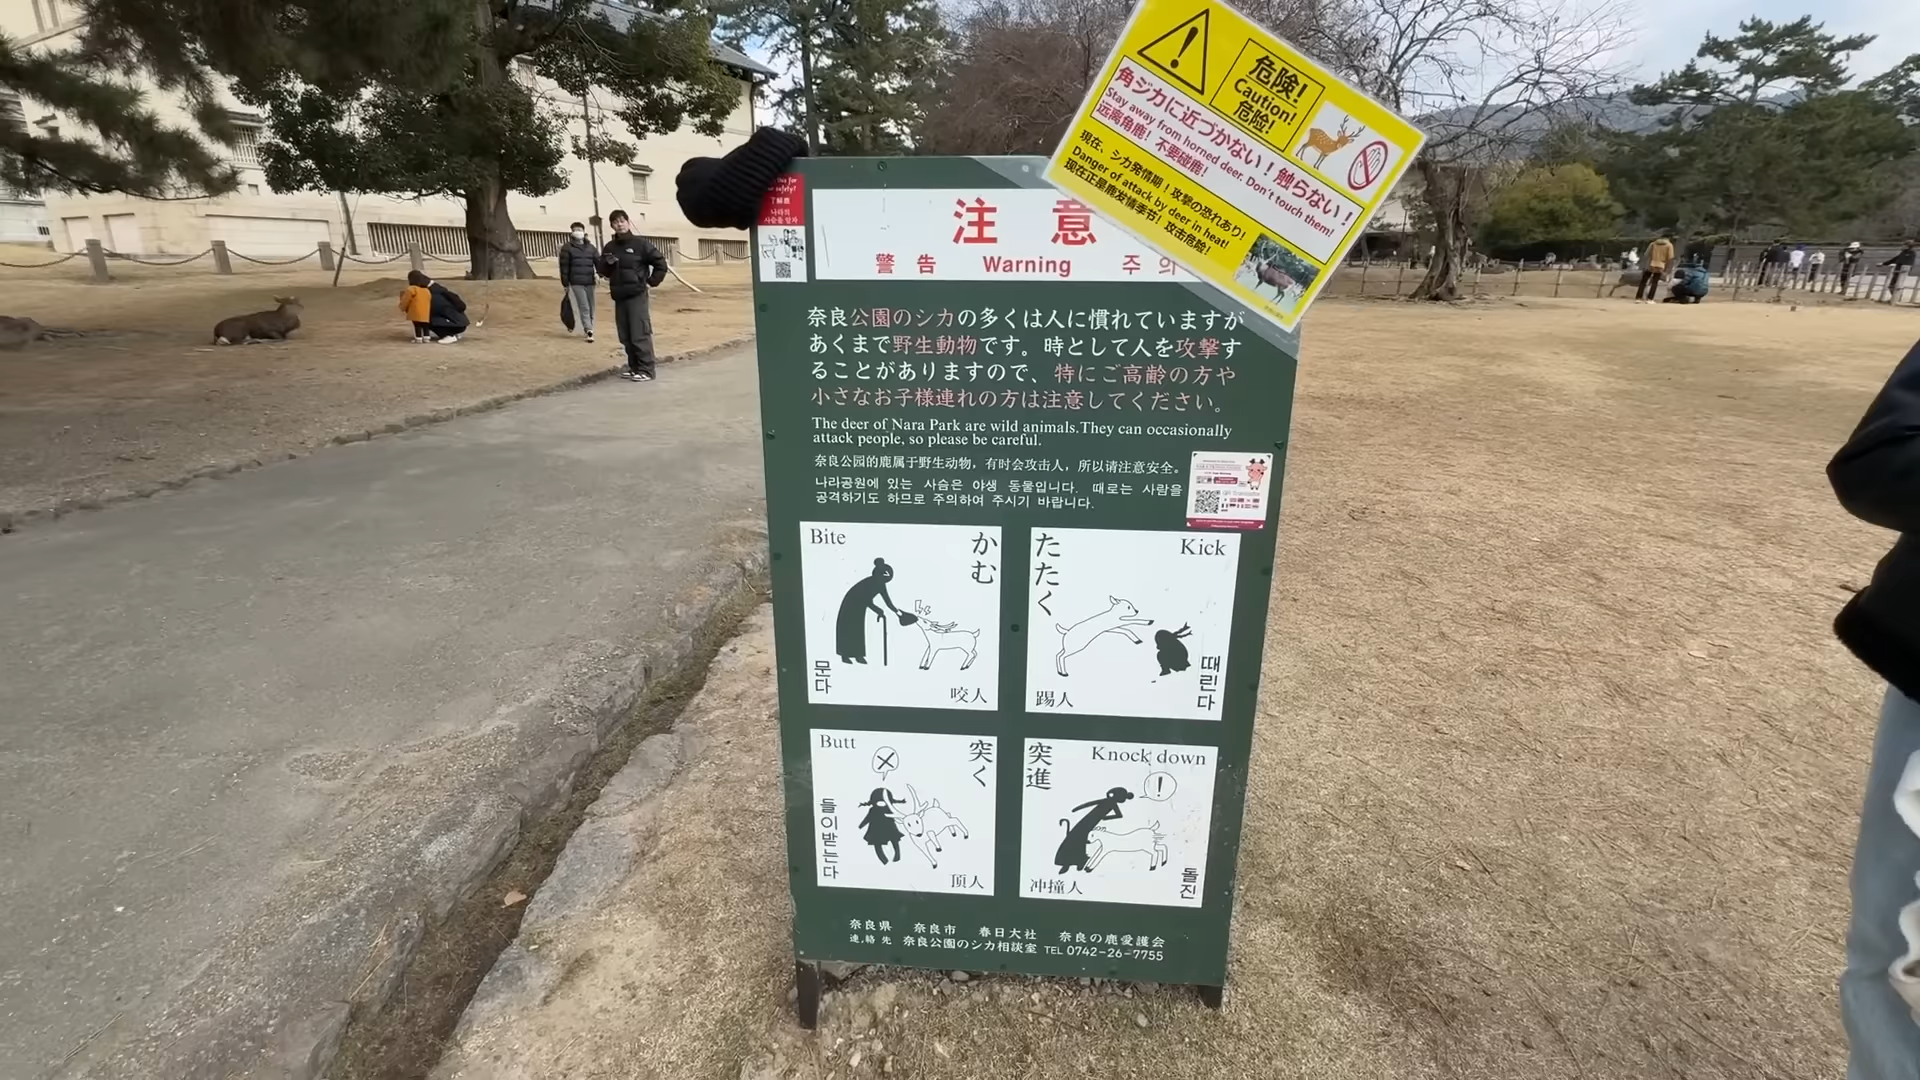 危険!
Caution!
危险!
角ジカに近づかない!触らない!
Stay away from horned deer. Don't touch them!
远离角鹿!不要碰鹿!
現在、シカ発情期!攻撃の恐れあり!
Danger of attack by deer in heat!
现在正是鹿发情季节!攻击危险!
注意
警告 Warning 주의
了解鹿
나라의
奈良公園のシカの多くは人に慣れていますが
あくまで野生動物です。時として人を攻撃す
ることがありますので、特にご高齢の方や
小さなお子様連れの方は注意してください。
The deer of Nara Park are wild animals.They can occasionally
attack people, so please be careful.
奈良公园的鹿属于野生动物,有时会攻击人,所以请注意安全。
나라공원에 있는 사슴은 야생 동물입니다. 때로는 사람을
공격하기도 하므로 주의하여 주시기 바랍니다.
Bite
かむ
문다
咬人
たたく
Kick
踢人
때린다
Butt
突く
들이받는다
顶人
突進
Knock down
冲撞人
돌진
奈良県 奈良市 春日大社 奈良の鹿愛護会
連絡先 奈良公園のシカ相談室 TEL 0742-26-7755